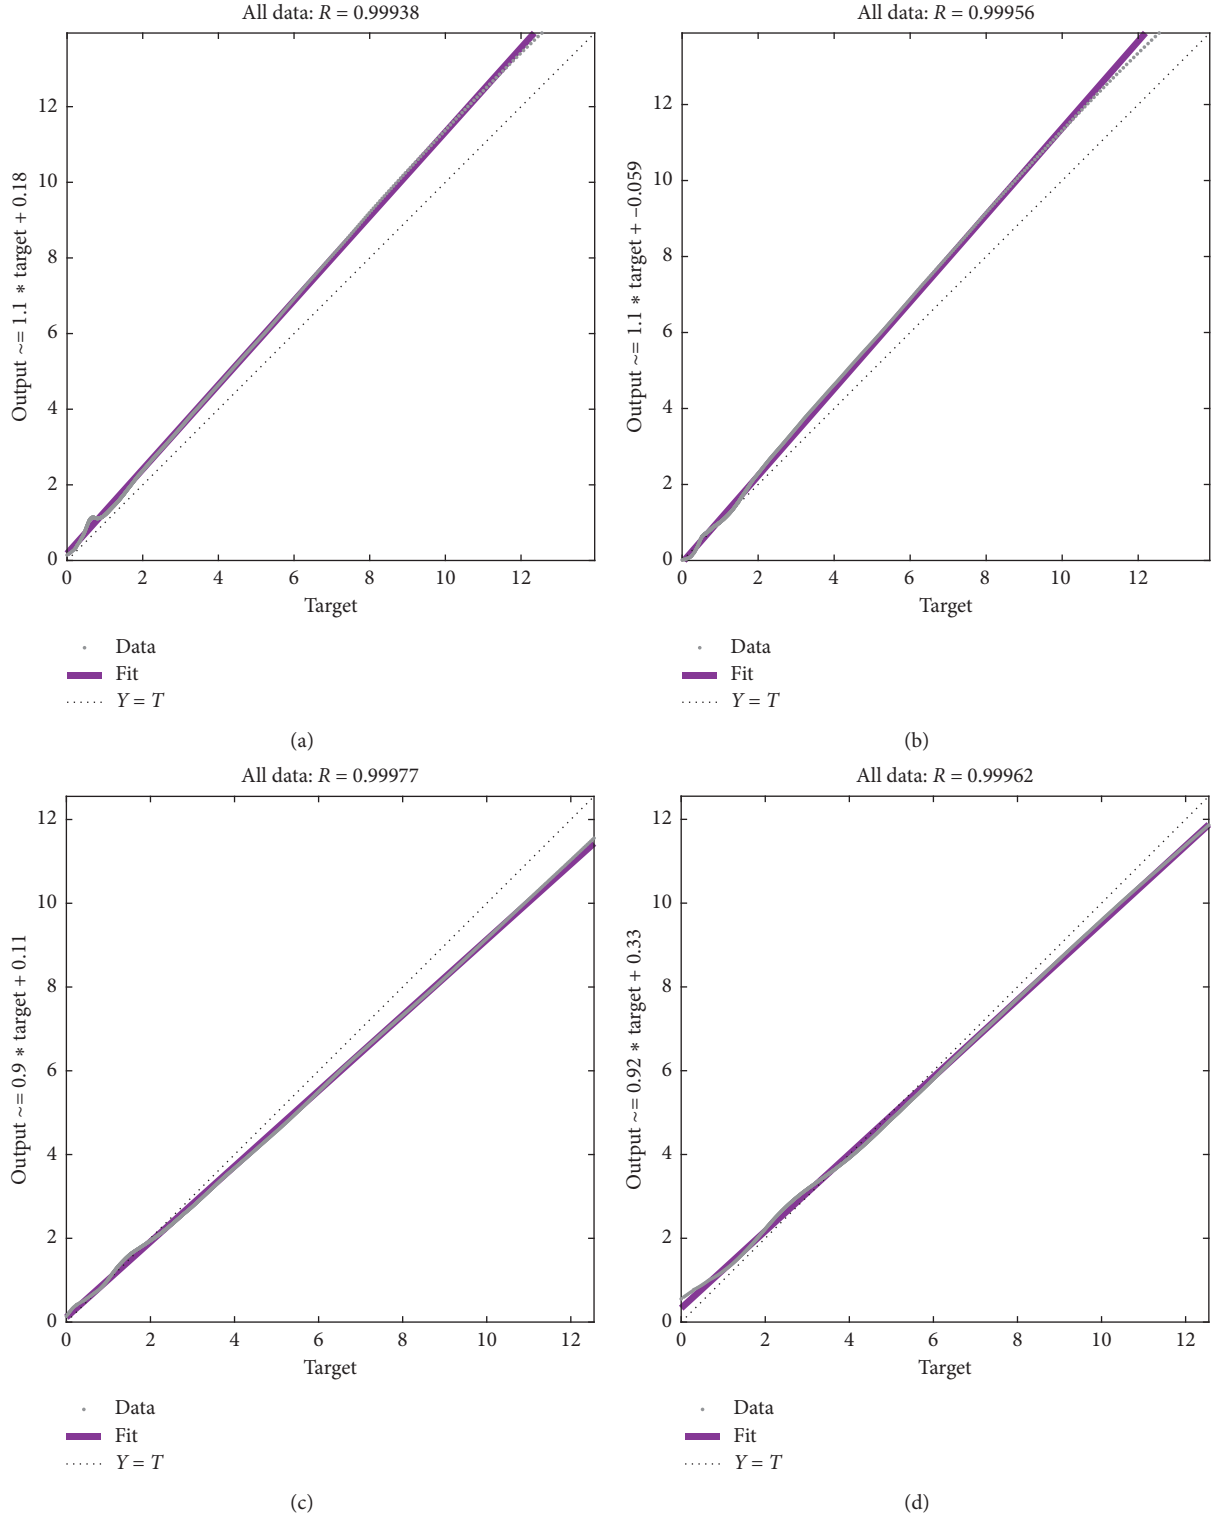 All data: R = 0.99938
Output ~= 1.1 * target + 0.18
12
10
8
6
4
2
0
0 2 4 6 8 10 12
Target
Data
Fit
Y = T
(a)
All data: R = 0.99956
Output ~= 1.1 * target + −0.059
12
10
8
6
4
2
0
0 2 4 6 8 10 12
Target
Data
Fit
Y = T
(b)
All data: R = 0.99977
Output ~= 0.9 * target + 0.11
12
10
8
6
4
2
0
0 2 4 6 8 10 12
Target
Data
Fit
Y = T
(c)
All data: R = 0.99962
Output ~= 0.92 * target + 0.33
12
10
8
6
4
2
0
0 2 4 6 8 10 12
Target
Data
Fit
Y = T
(d)